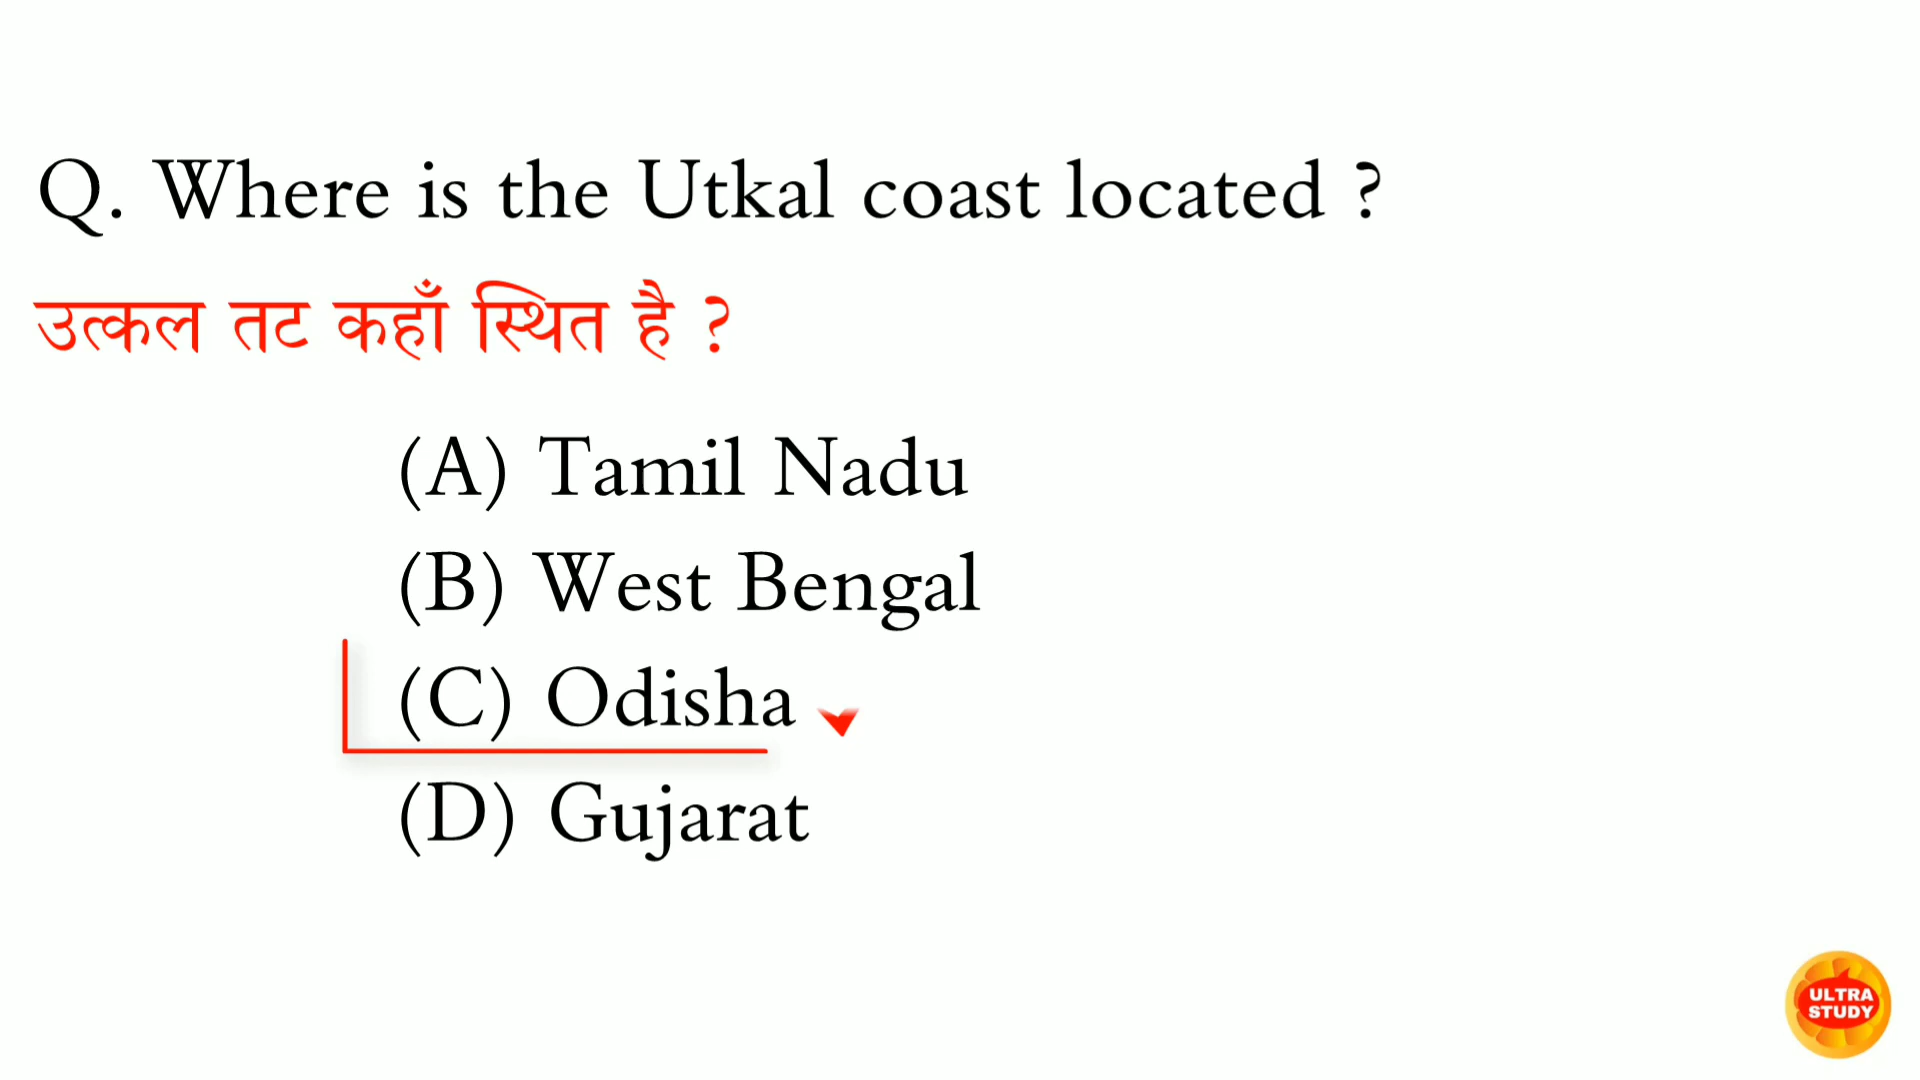 Q. Where is the Utkal coast located ?
उत्कल तट कहाँ स्थित है ?
(A) Tamil Nadu
(B) West Bengal
(C) Odisha
(D) Gujarat
ULTRA
STUDY